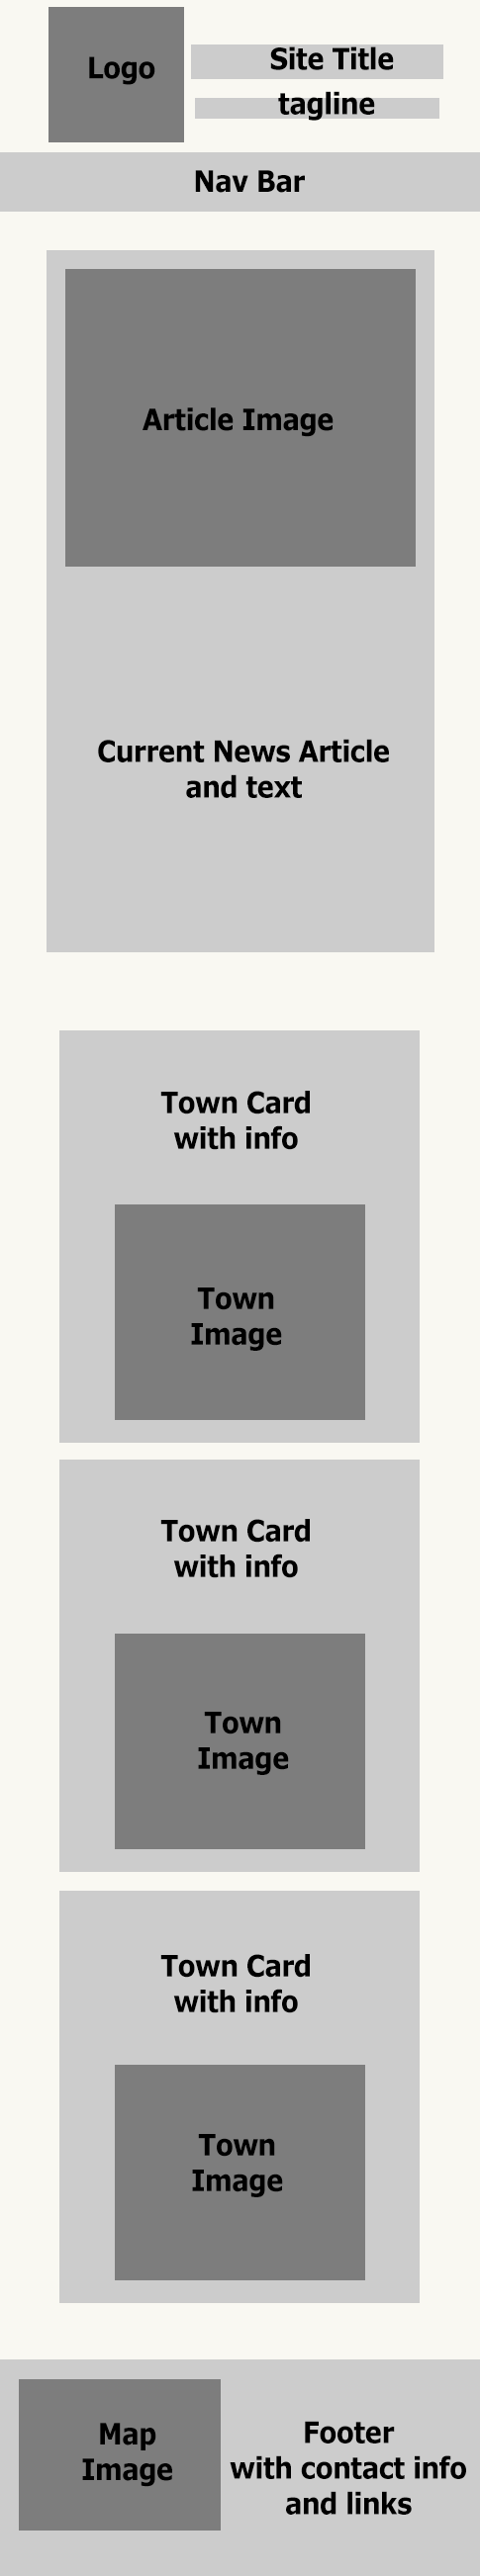 Logo
Site Title
tagline
Nav Bar
Article Image
Current News Article
and text
Town Card
with info
Town
Image
Town Card
with info
Town
Image
Town Card
with info
Town
Image
Map
Image
Footer
with contact info
and links